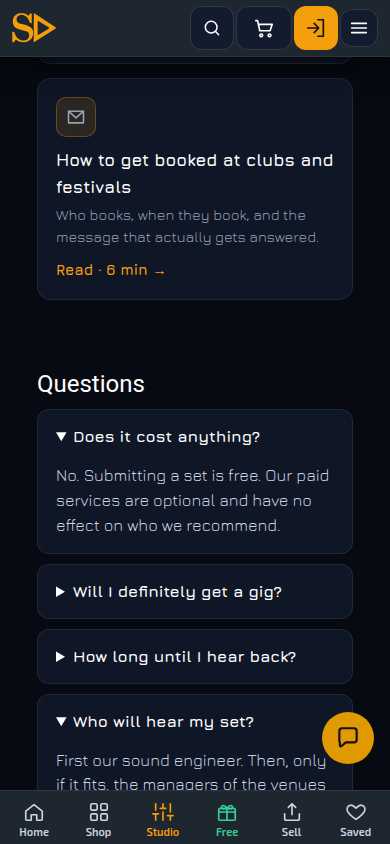 S
How to get booked at clubs and
festivals
Who books, when they book, and the
message that actually gets answered.
Read · 6 min →
Questions
▼ Does it cost anything?
No. Submitting a set is free. Our paid
services are optional and have no
effect on who we recommend.
▶ Will I definitely get a gig?
▶ How long until I hear back?
▼ Who will hear my set?
First our sound engineer. Then, only
if it fits, the managers of the venues
Home Shop Studio Free Sell Saved